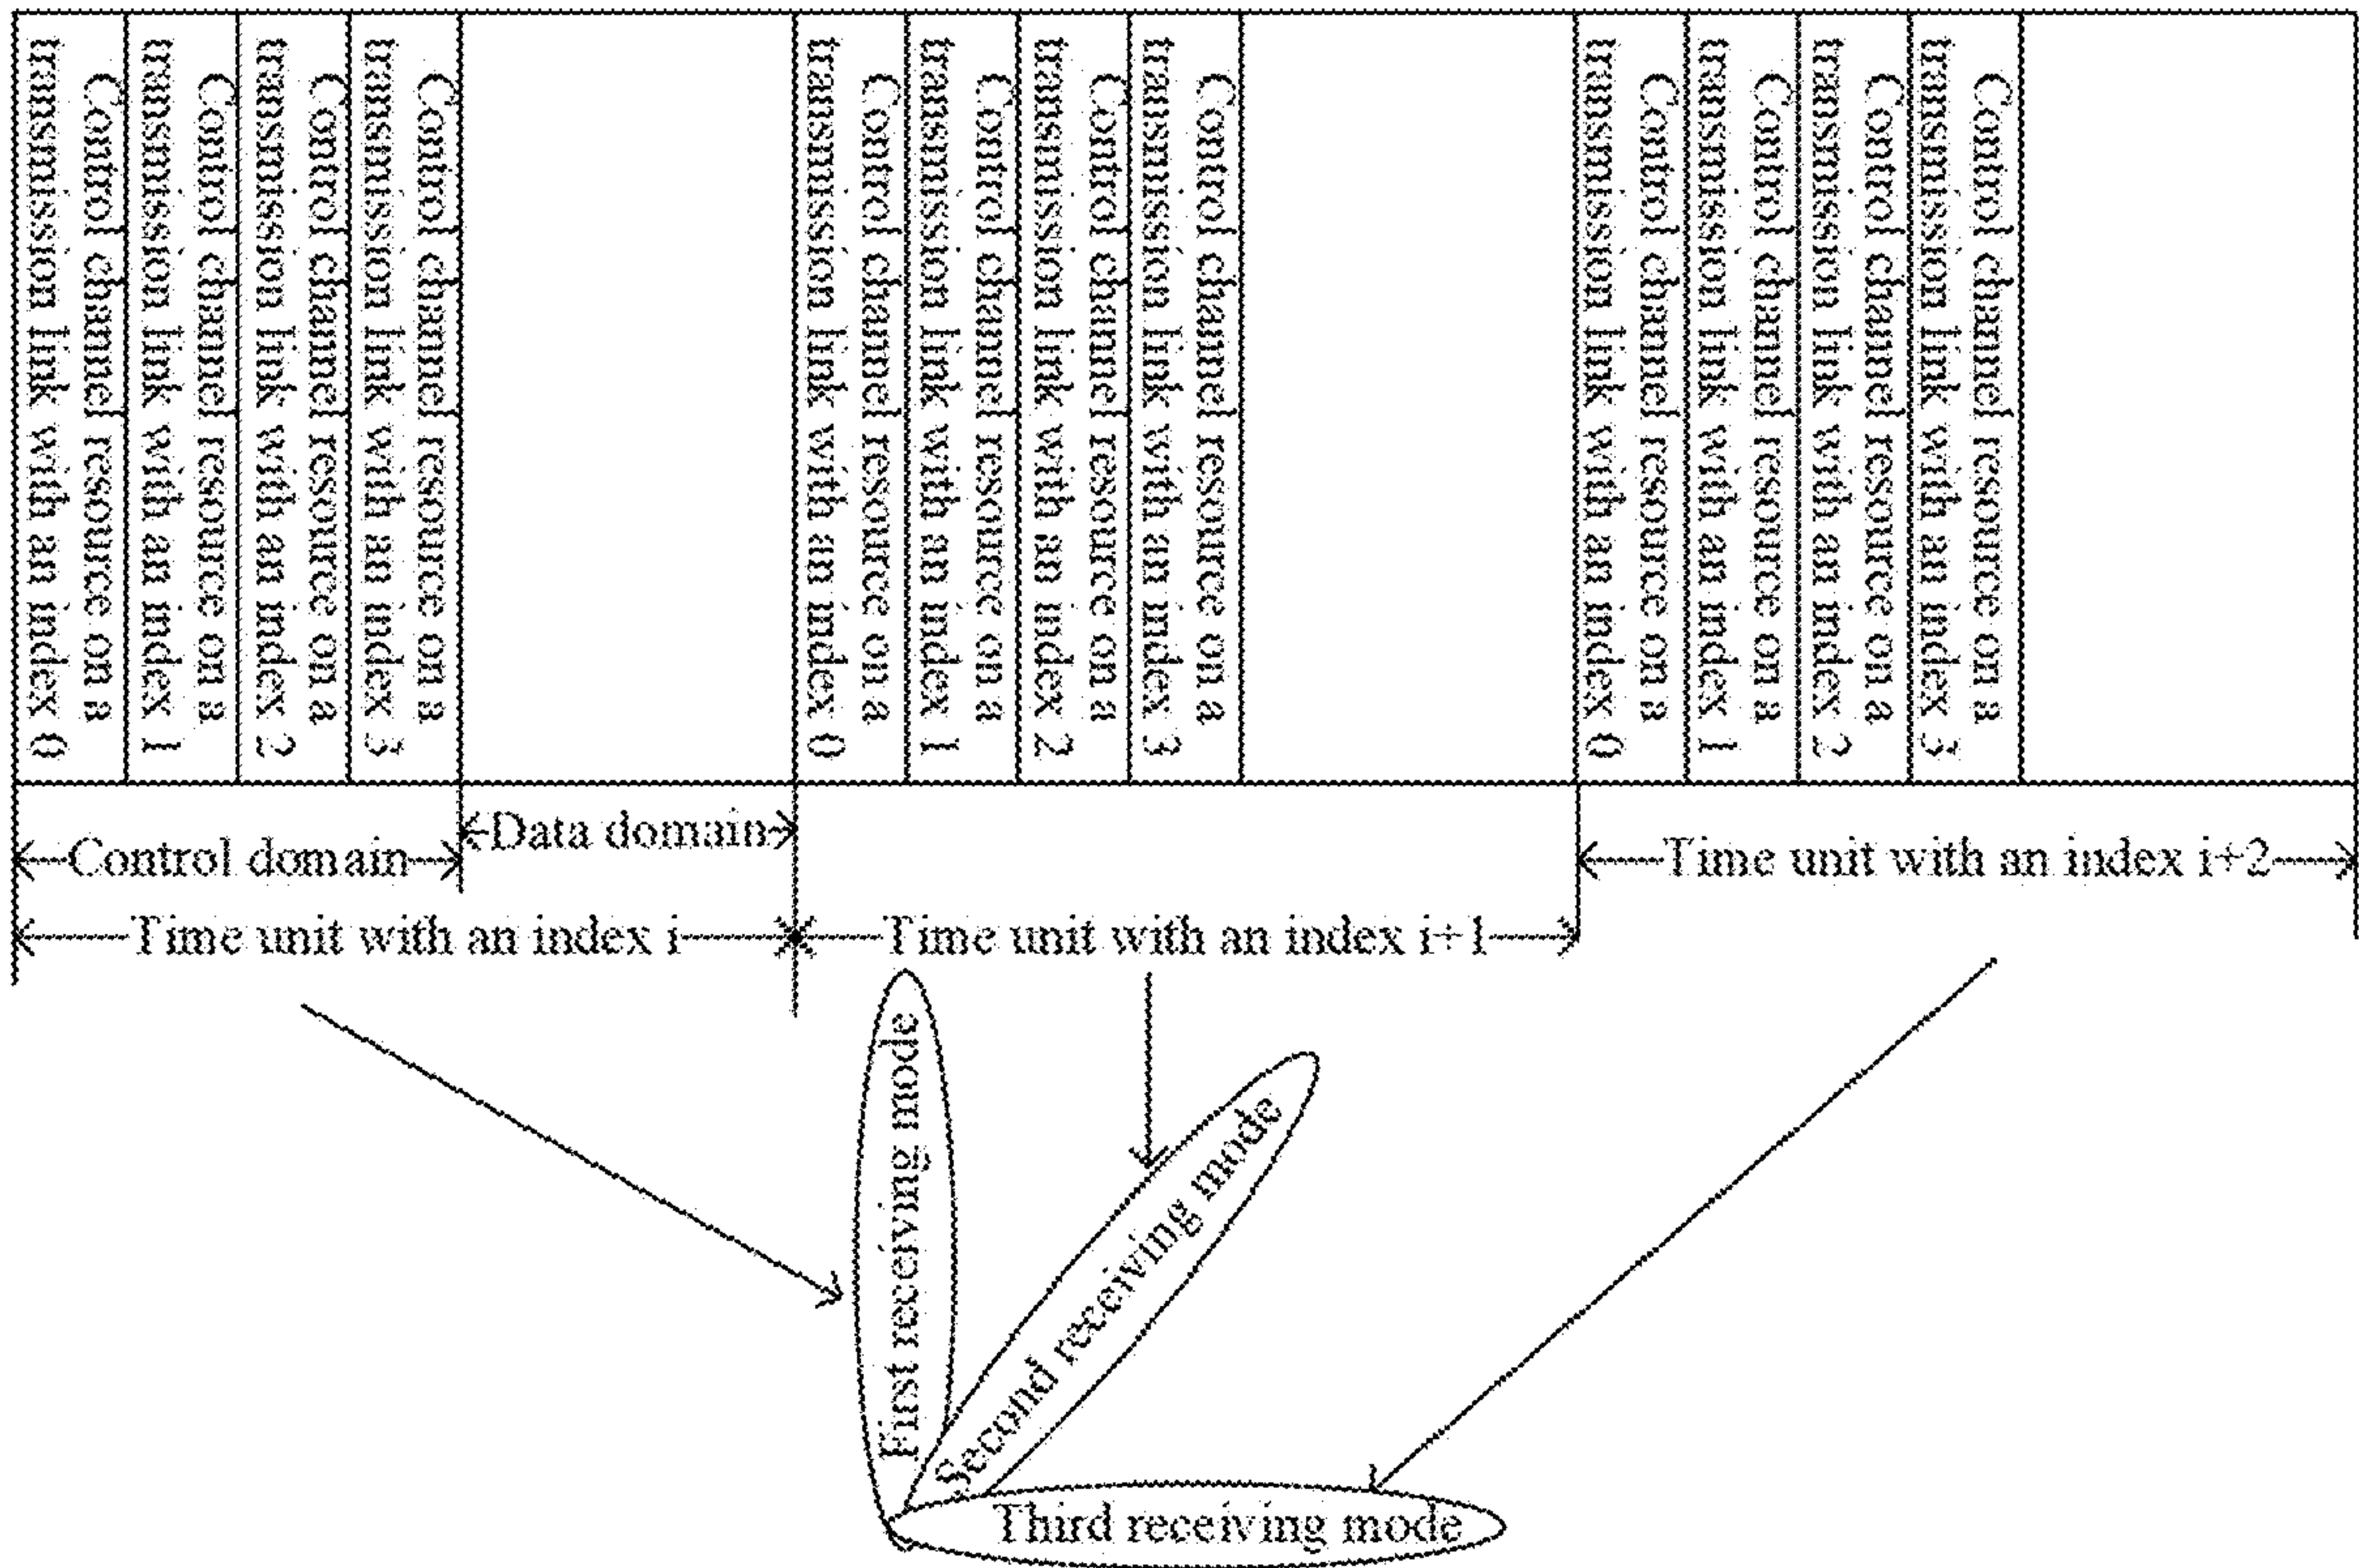 Control channel resource on a
transmission link with an index 0
Control channel resource on a
transmission link with an index 1
Control channel resource on a
transmission link with an index 2
Control channel resource on a
transmission link with an index 3
Control channel resource on a
transmission link with an index 0
Control channel resource on a
transmission link with an index 1
Control channel resource on a
transmission link with an index 2
Control channel resource on a
transmission link with an index 3
Control channel resource on a
transmission link with an index 0
Control channel resource on a
transmission link with an index 1
Control channel resource on a
transmission link with an index 2
Control channel resource on a
transmission link with an index 3
Control domain
Data domain
Time unit with an index i+2
Time unit with an index i
Time unit with an index i+1
First receiving mode
Second receiving mode
Third receiving mode